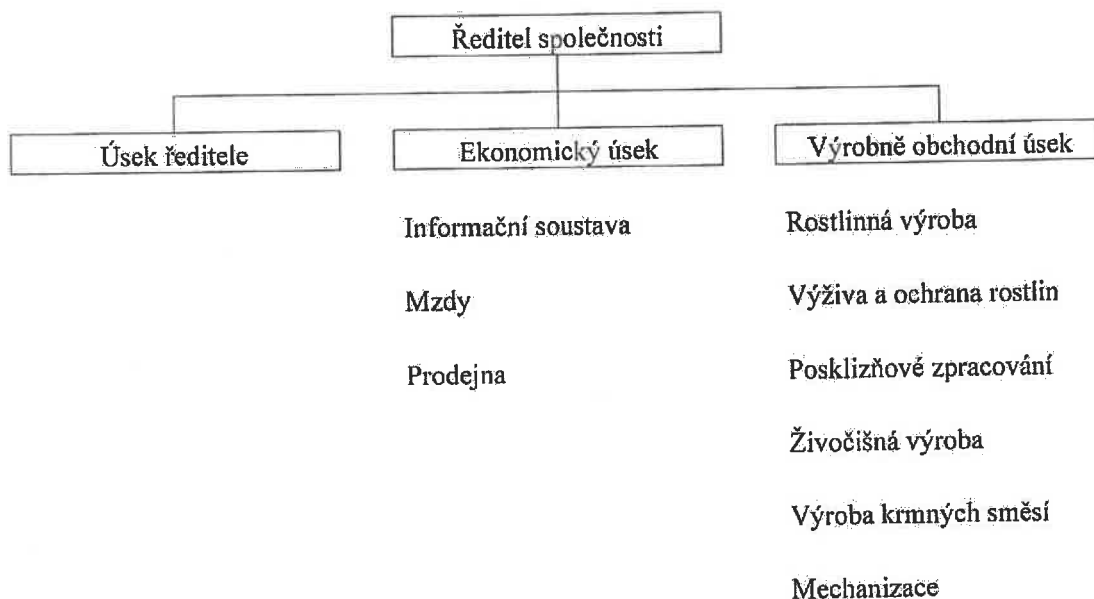 Ředitel společnosti
Úsek ředitele
Ekonomický úsek
Výrobně obchodní úsek
Informační soustava
Mzdy
Prodejna
Rostlinná výroba
Výživa a ochrana rostlin
Posklizňové zpracování
Živočišná výroba
Výroba krmných směsí
Mechanizace